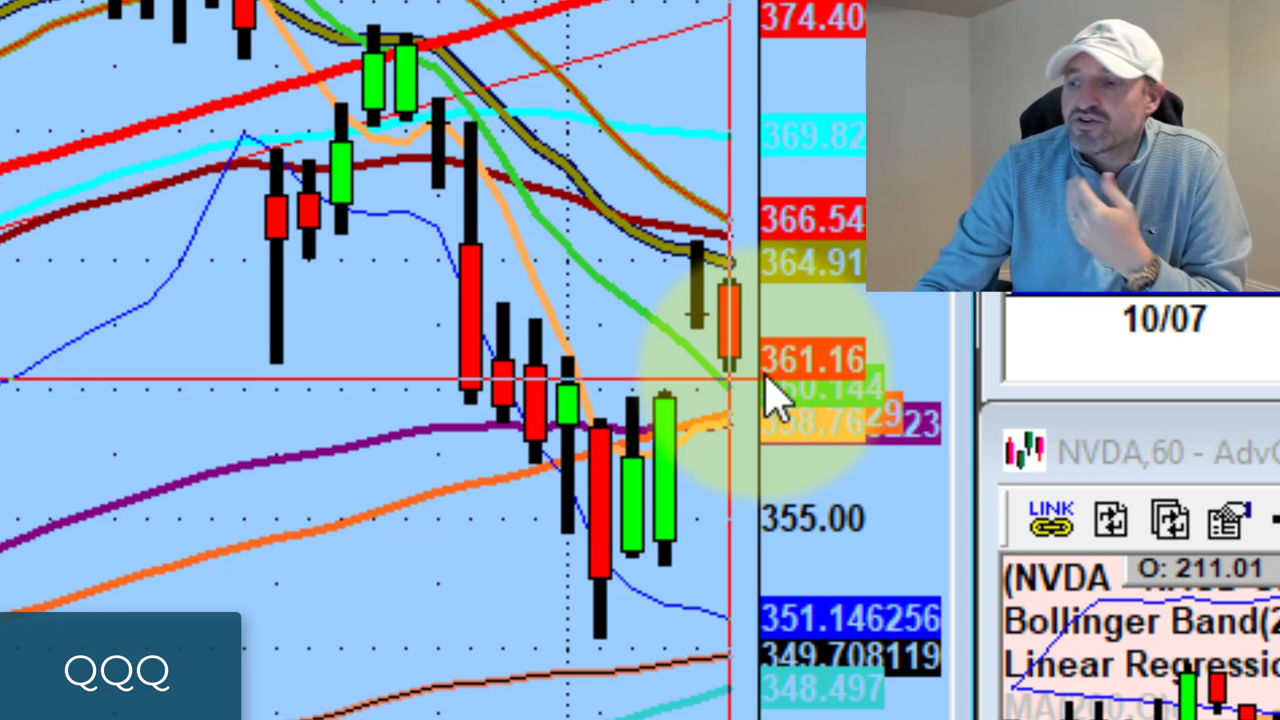 374.40
369.82
366.54
364.91
361.16
355.00
351.146256
349.708119
348.497
10/07
NVDA,60 - Adv
LINK
O: 211.01
(NVDA
Bollinger Band(2
Linear Regressio
QQQ